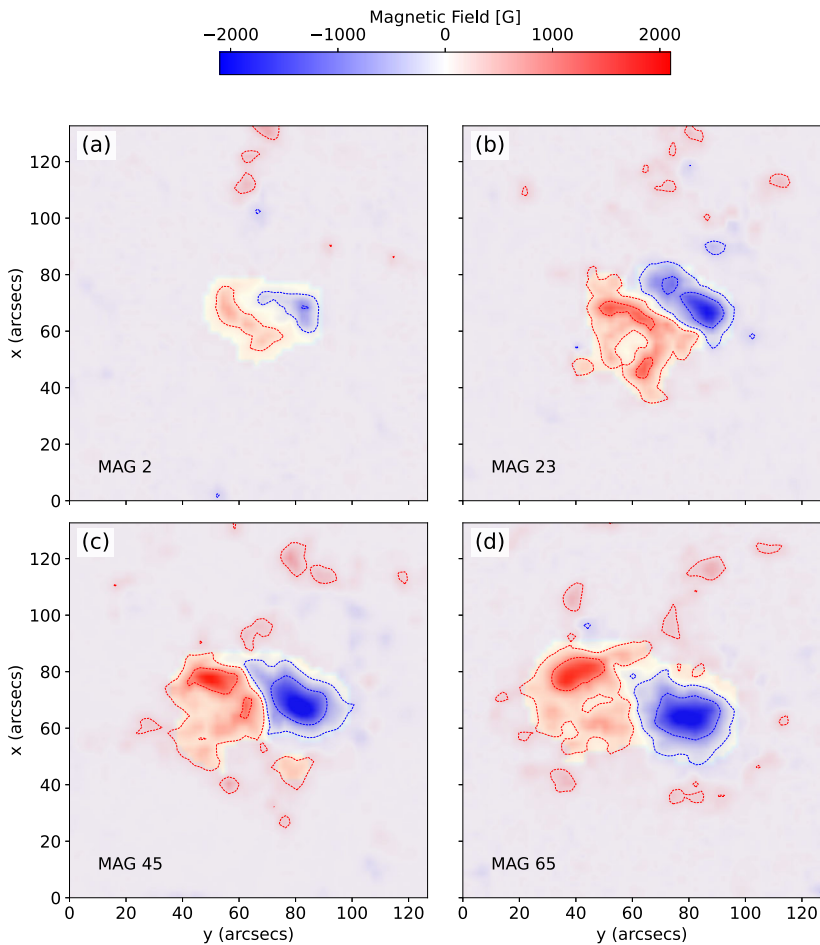 Magnetic Field [G]
−2000 −1000 0 1000 2000
(a)
(b)
120
100
80
60
40
20
0
x (arcsecs)
MAG 2
MAG 23
(c)
(d)
120
100
80
60
40
20
0
x (arcsecs)
MAG 45
MAG 65
0 20 40 60 80 100 120
0 20 40 60 80 100 120
y (arcsecs)
y (arcsecs)